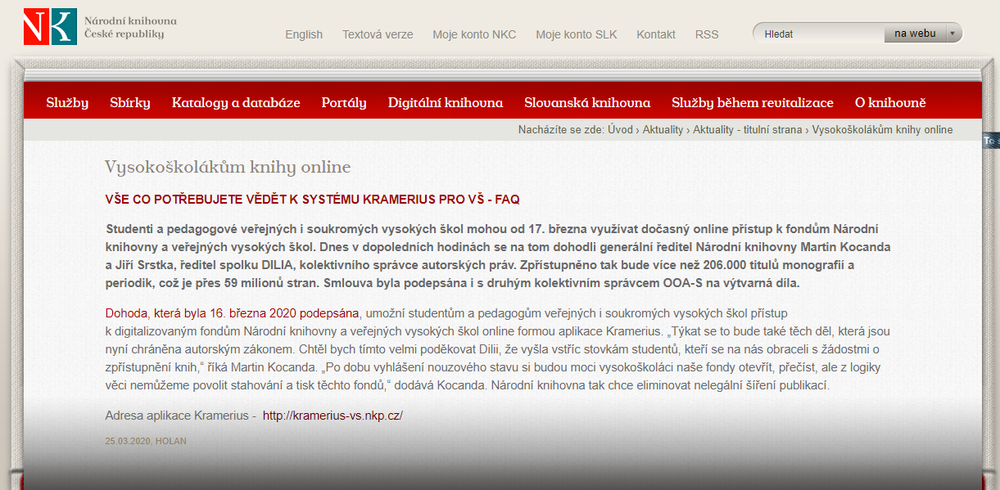 NK
Národní knihovna
České republiky
English Textová verze Moje konto NKC Moje konto SLK Kontakt RSS
Hledat na webu
Služby Sbírky Katalogy a databáze Portály Digitální knihovna Slovanská knihovna Služby během revitalizace O knihovně
Nacházíte se zde: Úvod › Aktuality › Aktuality - titulní strana › Vysokoškolákům knihy online
To s
Vysokoškolákům knihy online
VŠE CO POTŘEBUJETE VĚDĚT K SYSTÉMU KRAMERIUS PRO VŠ - FAQ
Studenti a pedagogové veřejných i soukromých vysokých škol mohou od 17. března využívat dočasný online přístup k fondům Národní
knihovny a veřejných vysokých škol. Dnes v dopoledních hodinách se na tom dohodli generální ředitel Národní knihovny Martin Kocanda
a Jiří Srstka, ředitel spolku DILIA, kolektivního správce autorských práv. Zpřístupněno tak bude více než 206.000 titulů monografií a
periodik, což je přes 59 milionů stran. Smlouva byla podepsána i s druhým kolektivním správcem OOA-S na výtvarná díla.
Dohoda, která byla 16. března 2020 podepsána, umožní studentům a pedagogům veřejných i soukromých vysokých škol přístup
k digitalizovaným fondům Národní knihovny a veřejných vysokých škol online formou aplikace Kramerius. „Týkat se to bude také těch děl, která jsou
nyní chráněna autorským zákonem. Chtěl bych tímto velmi poděkovat Dilii, že vyšla vstříc stovkám studentů, kteří se na nás obraceli s žádostmi o
zpřístupnění knih,“ říká Martin Kocanda. „Po dobu vyhlášení nouzového stavu si budou moci vysokoškoláci naše fondy otevřít, přečíst, ale z logiky
věci nemůžeme povolit stahování a tisk těchto fondů,“ dodává Kocanda. Národní knihovna tak chce eliminovat nelegální šíření publikací.
Adresa aplikace Kramerius - http://kramerius-vs.nkp.cz/
25.03.2020, HOLAN